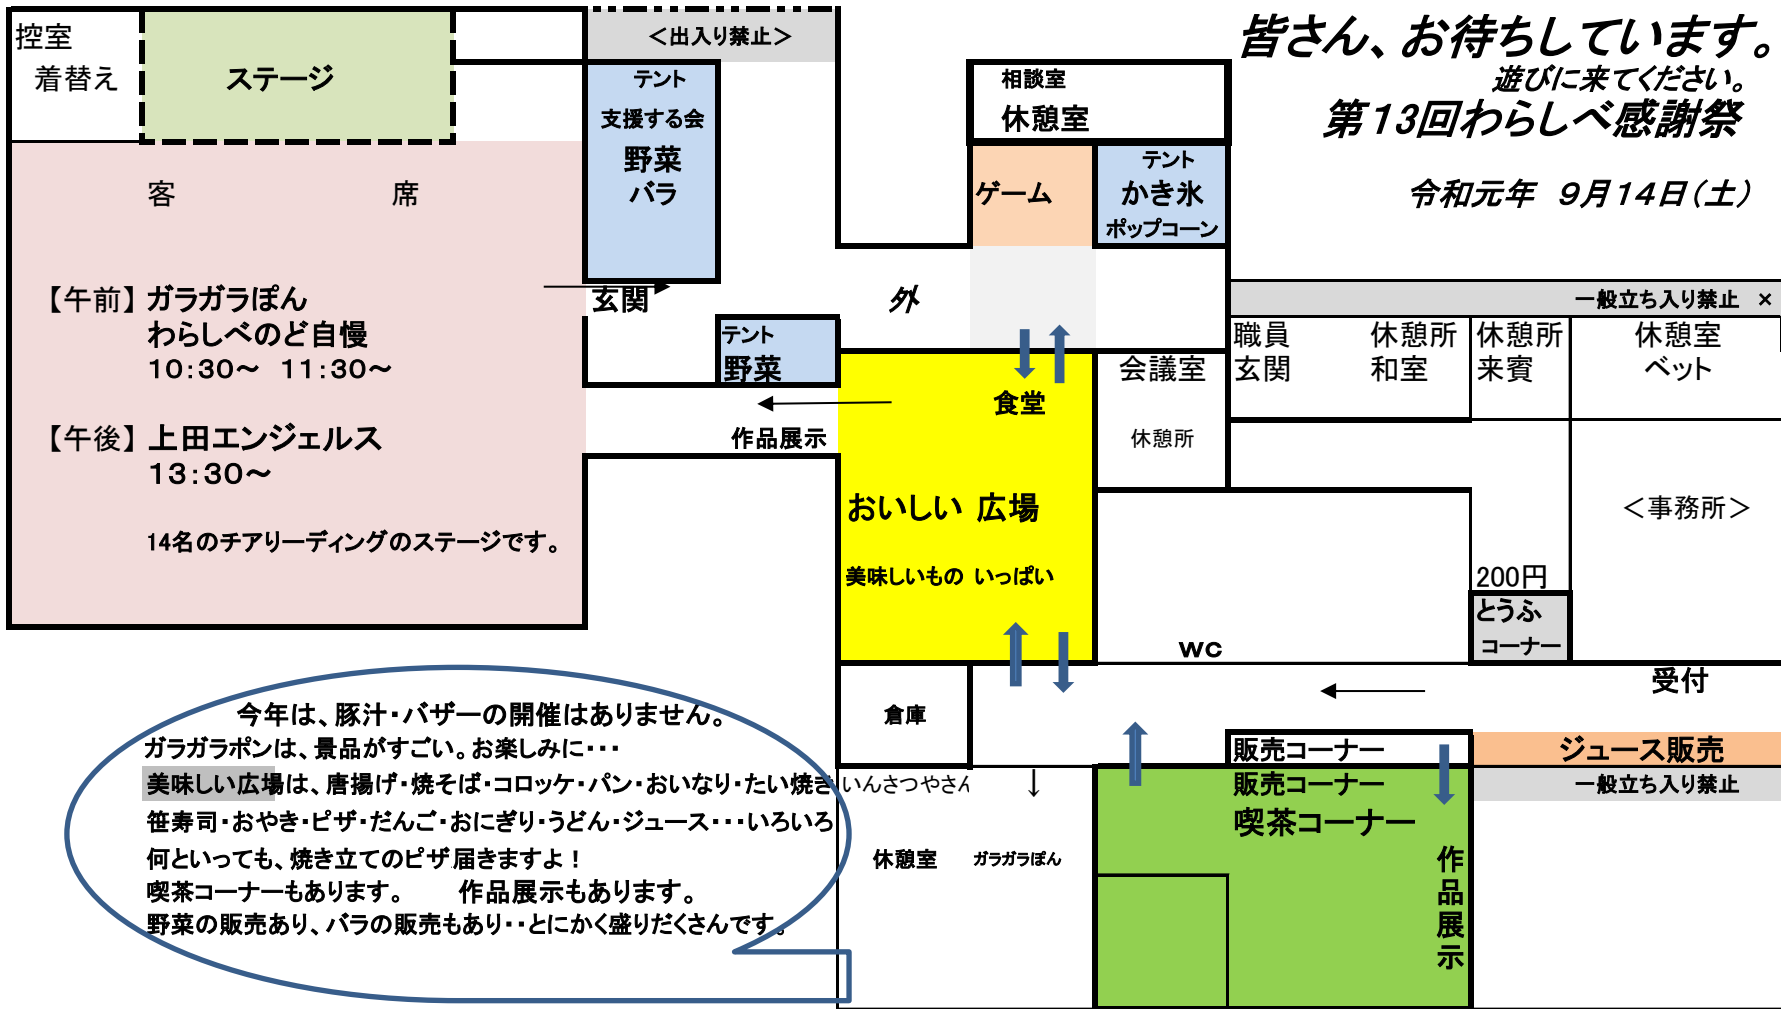 皆さん、お待ちしています。
遊びに来てください。
第13回わらしべ感謝祭
令和元年 9月14日(土)
控室
着替え
ステージ
<出入り禁止>
テント
支援する会
野菜
バラ
相談室
休憩室
ゲーム
テント
かき氷
ポップコーン
客 席
【午前】 ガラガラぽん
わらしべのど自慢
10:30~ 11:30~
【午後】 上田エンジェルス
13:30~
14名のチアリーディングのステージです。
玄関
外
テント
野菜
作品展示
食堂
おいしい 広場
美味しいもの いっぱい
会議室
休憩所
一般立ち入り禁止 ×
職員
玄関
休憩所
和室
休憩所
来賓
休憩室
ベット
<事務所>
200円
とうふ
コーナー
WC
受付
倉庫
販売コーナー
ジュース販売
一般立ち入り禁止
販売コーナー
喫茶コーナー
作品展示
いんさつやさん
↓
休憩室
ガラガラぽん
今年は、豚汁・バザーの開催はありません。
ガラガラポンは、景品がすごい。お楽しみに・・・
美味しい広場は、唐揚げ・焼そば・コロッケ・パン・おいなり・たい焼き
笹寿司・おやき・ピザ・だんご・おにぎり・うどん・ジュース・・・いろいろ
何といっても、焼き立てのピザ届きますよ!
喫茶コーナーもあります。 作品展示もあります。
野菜の販売あり、バラの販売もあり・・とにかく盛りだくさんです。